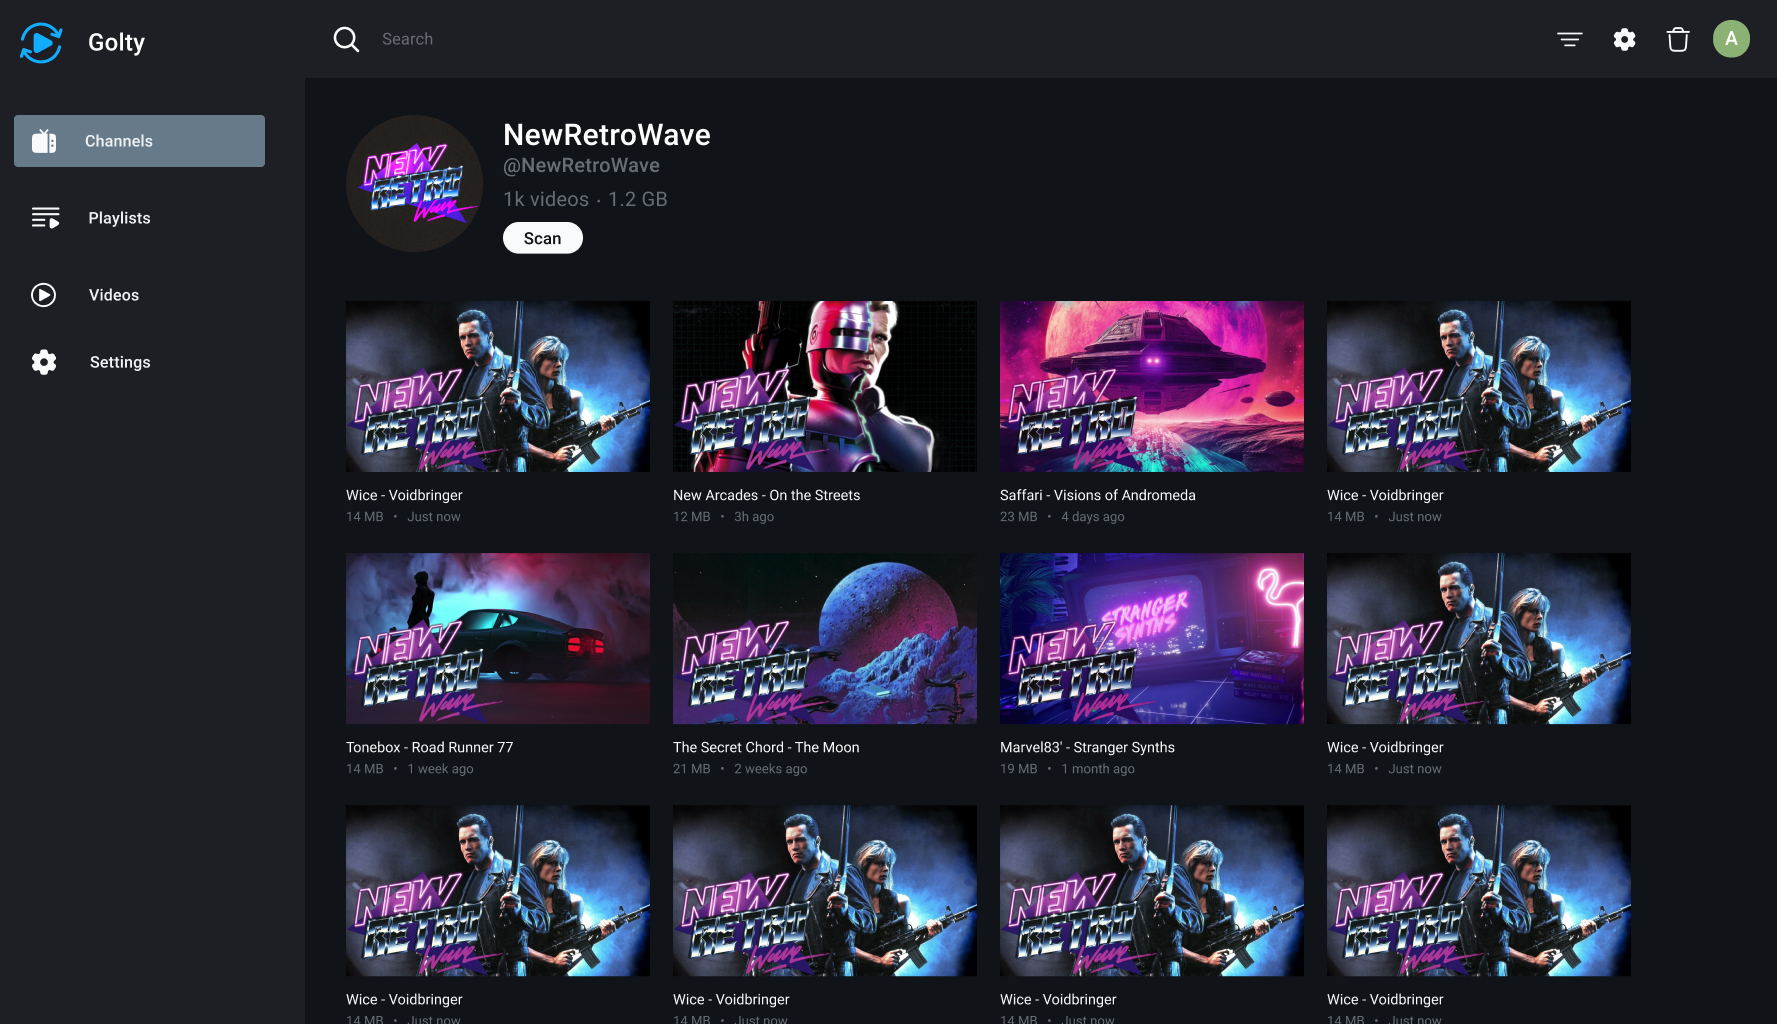 Golty
Search
A
Channels
Playlists
Videos
Settings
NEW
RETRO
Wave
NewRetroWave
@NewRetroWave
1k videos · 1.2 GB
Scan
NEW
RETRO
Wave
NEW
RETRO
Wave
NEW
RETRO
Wave
NEW
RETRO
Wave
Wice - Voidbringer
14 MB • Just now
New Arcades - On the Streets
12 MB • 3h ago
Saffari - Visions of Andromeda
23 MB • 4 days ago
Wice - Voidbringer
14 MB • Just now
NEW
RETRO
Wave
NEW
RETRO
Wave
STRANGER
SYNTHS
NEW
RETRO
Wave
NEW
RETRO
Wave
Tonebox - Road Runner 77
14 MB • 1 week ago
The Secret Chord - The Moon
21 MB • 2 weeks ago
Marvel83' - Stranger Synths
19 MB • 1 month ago
Wice - Voidbringer
14 MB • Just now
NEW
RETRO
Wave
NEW
RETRO
Wave
NEW
RETRO
Wave
NEW
RETRO
Wave
Wice - Voidbringer
14 MB • Just now
Wice - Voidbringer
14 MB • Just now
Wice - Voidbringer
14 MB • Just now
Wice - Voidbringer
14 MB • Just now